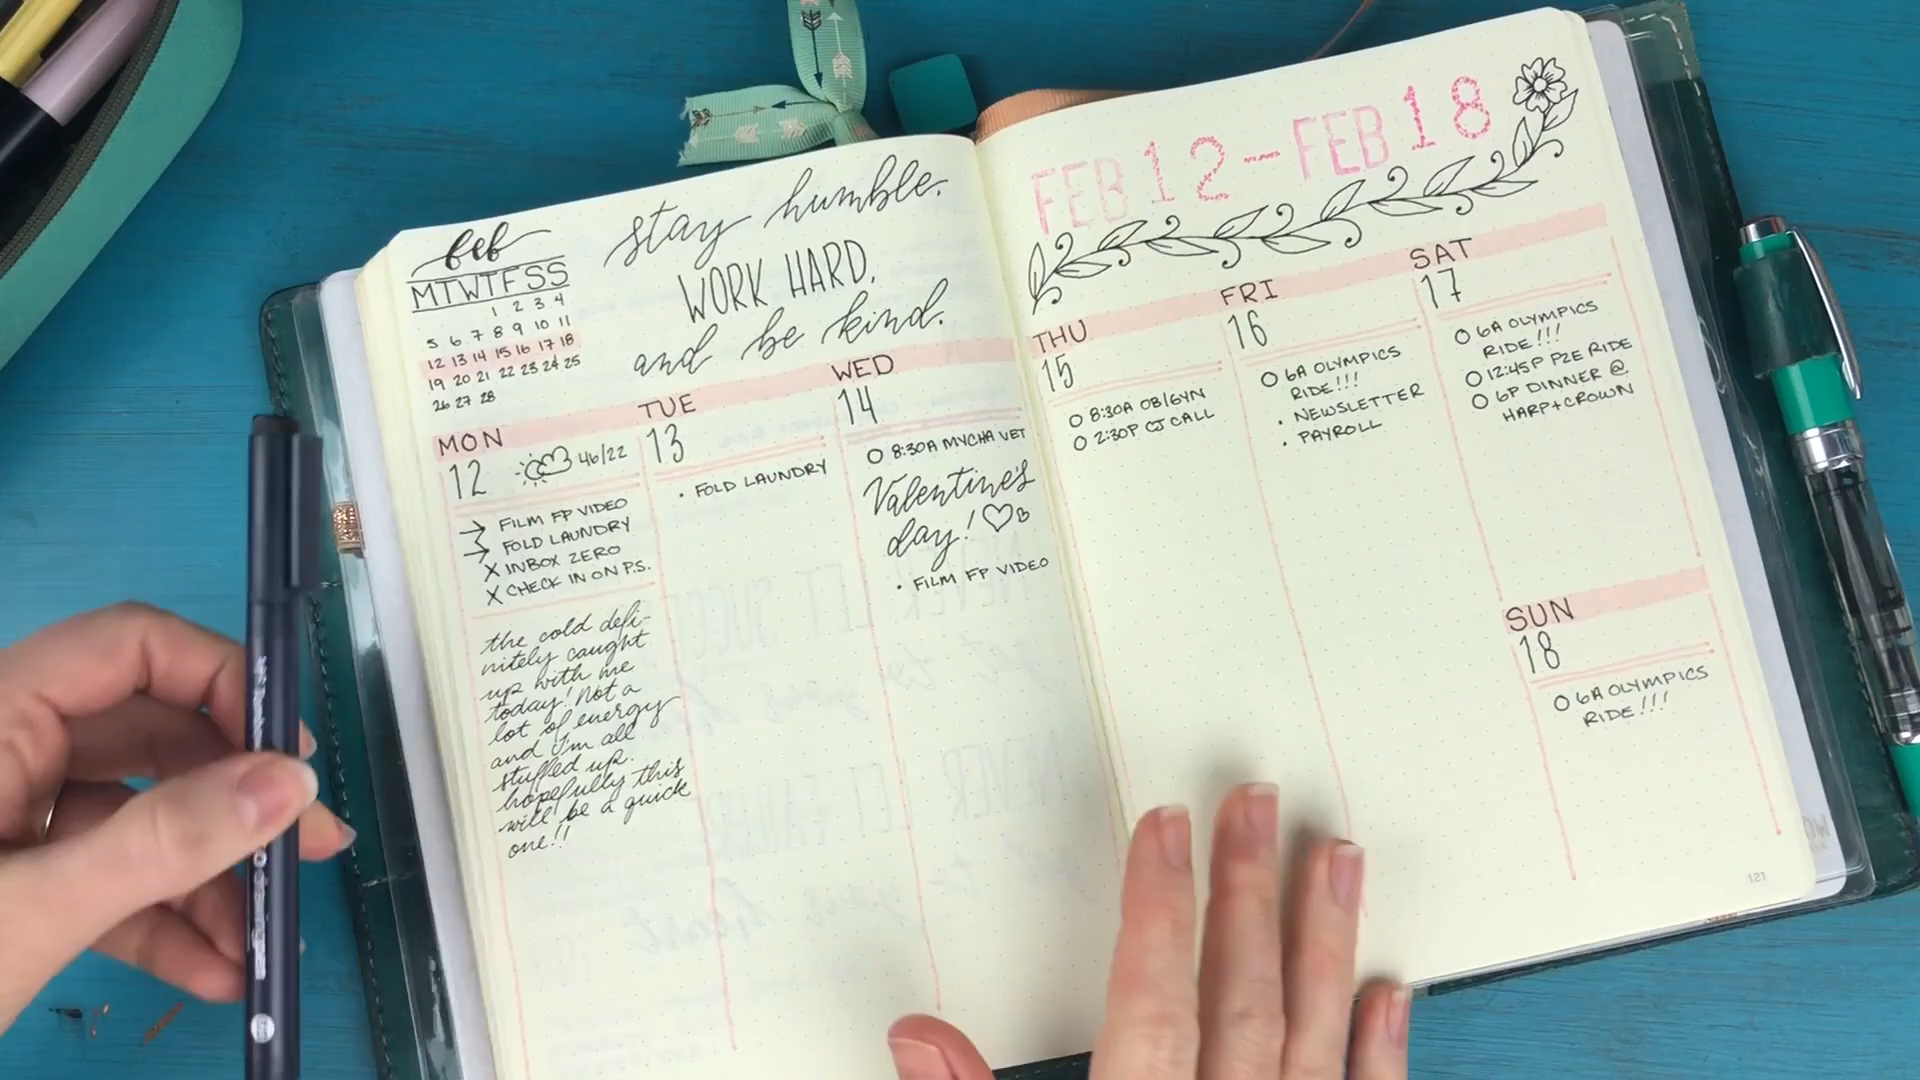 feb
MTWTFSS
1 2 3 4
5 6 7 8 9 10 11
12 13 14 15 16 17 18
19 20 21 22 23 24 25
26 27 28
stay humble.
WORK HARD.
and be kind.
FEB 12-FEB 18
MON
12
46/22
→ FILM FP VIDEO
→ FOLD LAUNDRY
X INBOX ZERO
X CHECK IN ON P.S.
the cold defi-
nitely caught
up with me
today! Not a
lot of energy
and I'm all
stuffed up.
hopefully this
will be a quick
one!!
TUE
13
• FOLD LAUNDRY
WED
14
O 8:30A MYCHA VET
Valentine's
day!
• FILM FP VIDEO
THU
15
O 8:30A OB/GYN
O 2:30P CJ CALL
FRI
16
O 6A OLYMPICS
RIDE!!!
• NEWSLETTER
• PAYROLL
SAT
17
O 6A OLYMPICS
RIDE!!!
O 12:45P PZE RIDE
O 6P DINNER @
HARP+CROWN
SUN
18
O 6A OLYMPICS
RIDE!!!
121